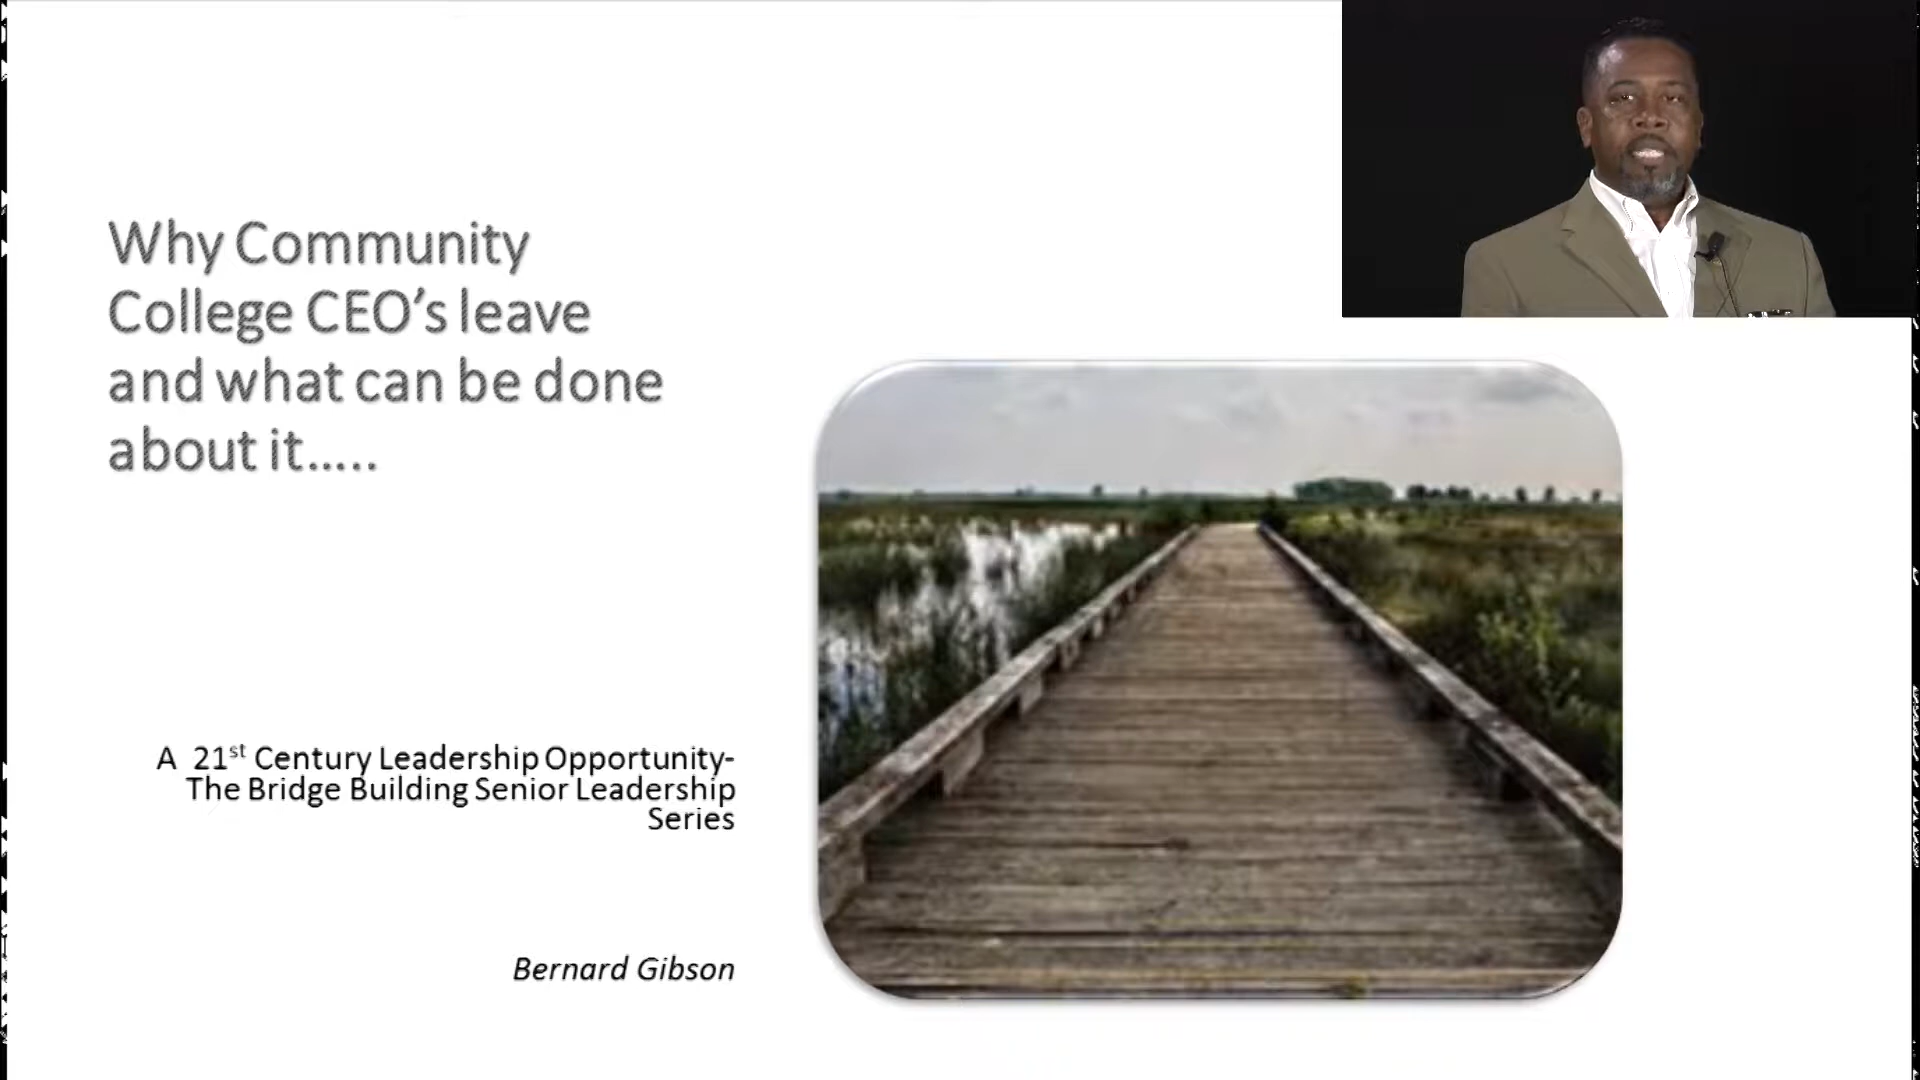 Why Community
College CEO’s leave
and what can be done
about it…..
A 21st Century Leadership Opportunity-
The Bridge Building Senior Leadership
Series
Bernard Gibson